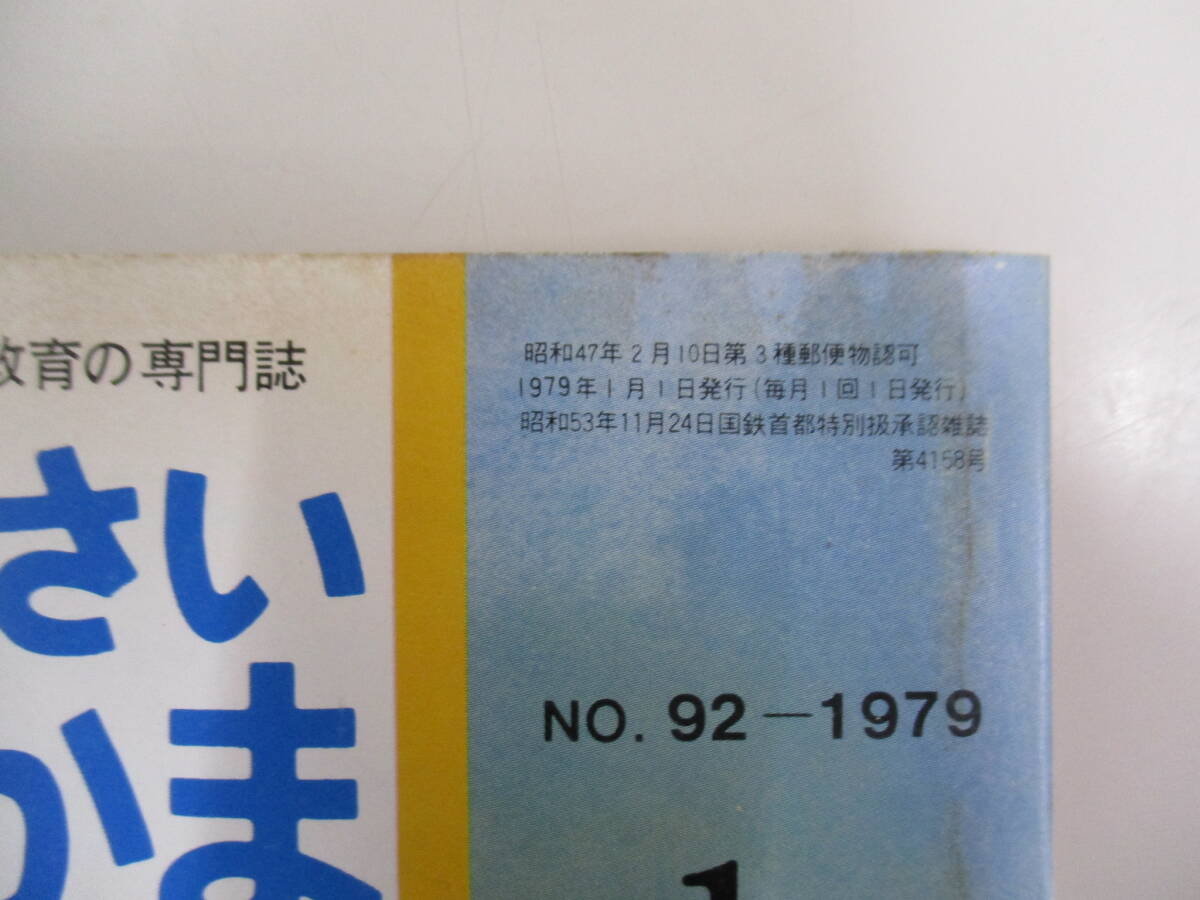 教育の専門誌
さい
かま
昭和47年2月10日第3種郵便物認可
1979年1月1日発行(毎月1回1日発行)
昭和53年11月24日国鉄首都特別扱承認雑誌
第4158号
NO. 92-1979
1